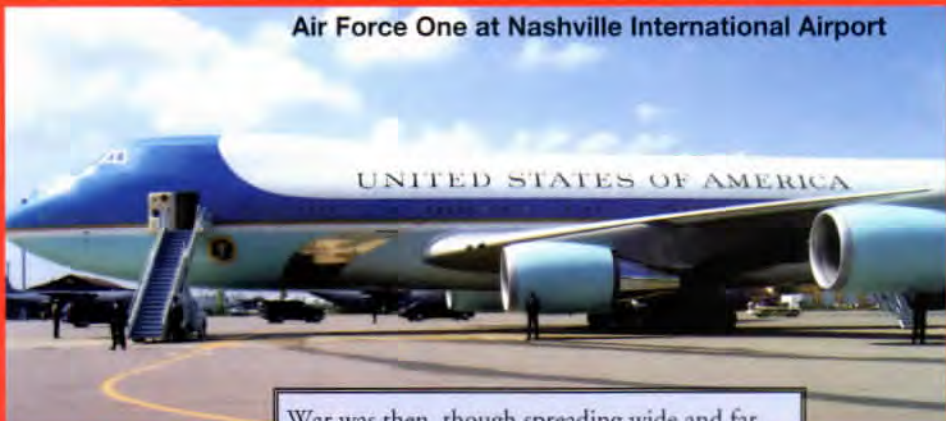 Air Force One at Nashville International Airport
UNITED STATES OF AMERICA
War was then, though spreading wide and far